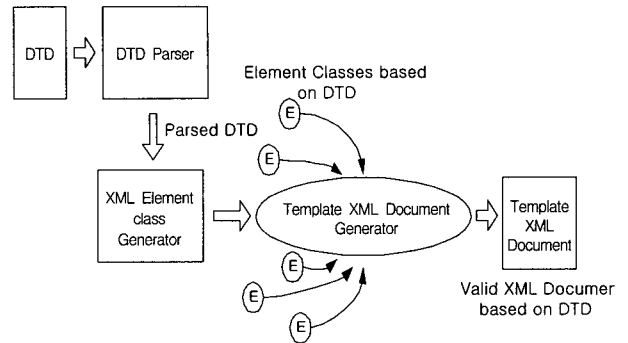 DTD
DTD Parser
Element Classes based
on DTD
E
Parsed DTD
E
XML Element
class
Generator
Template XML Document
Generator
Template
XML
Document
E
E
E
Valid XML Documer
based on DTD